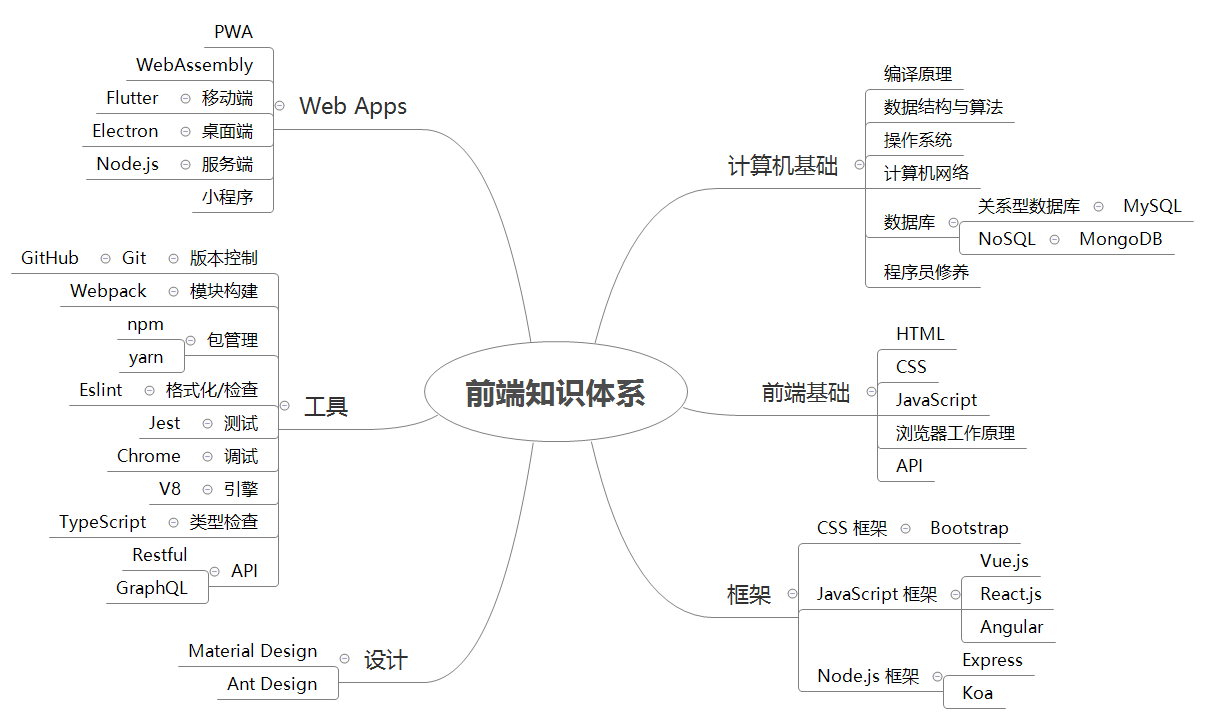 前端知识体系
计算机基础
编译原理
数据结构与算法
操作系统
计算机网络
数据库
关系型数据库
MySQL
NoSQL
MongoDB
程序员修养
前端基础
HTML
CSS
JavaScript
浏览器工作原理
API
框架
CSS 框架
Bootstrap
JavaScript 框架
Vue.js
React.js
Angular
Node.js 框架
Express
Koa
Web Apps
PWA
WebAssembly
移动端
Flutter
桌面端
Electron
服务端
Node.js
小程序
工具
版本控制
Git
GitHub
模块构建
Webpack
包管理
npm
yarn
格式化/检查
Eslint
测试
Jest
调试
Chrome
引擎
V8
类型检查
TypeScript
API
Restful
GraphQL
设计
Material Design
Ant Design